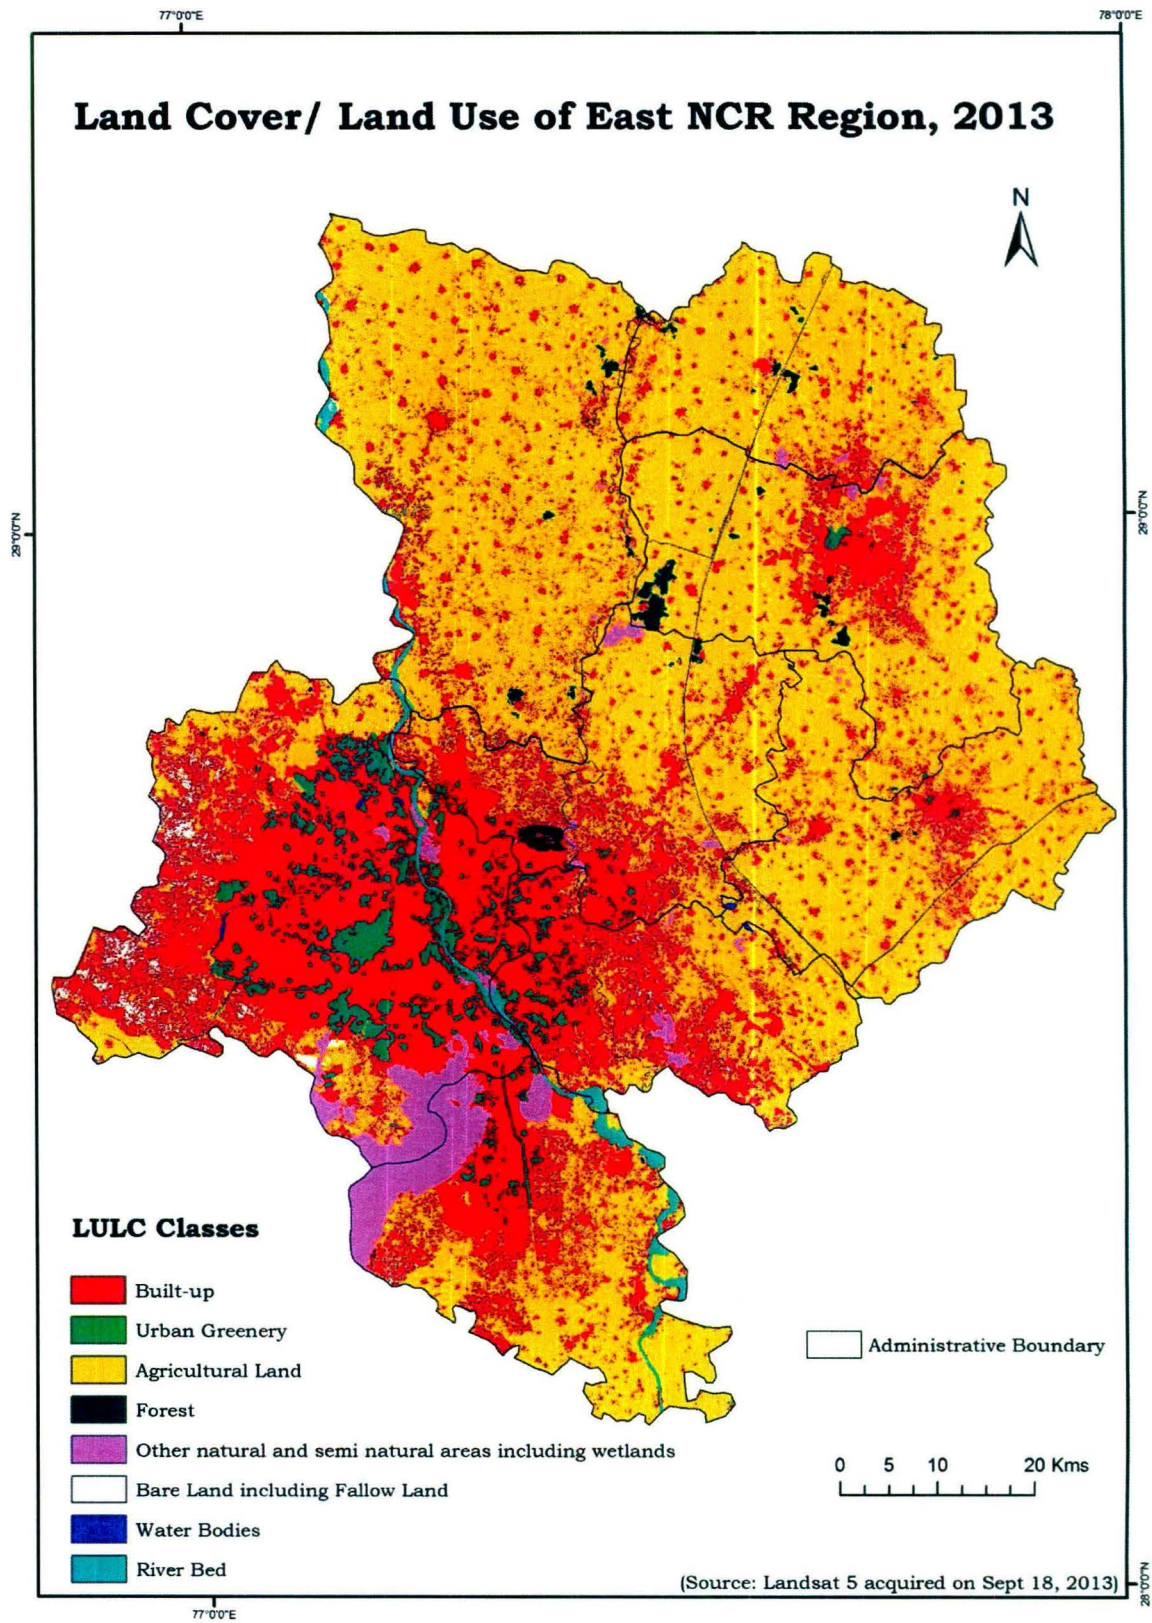 77°0'0"E
78°0'0"E
Land Cover/ Land Use of East NCR Region, 2013
N
29°0'0"N
29°0'0"N
LULC Classes
Built-up
Urban Greenery
Agricultural Land
Forest
Other natural and semi natural areas including wetlands
Bare Land including Fallow Land
Water Bodies
River Bed
Administrative Boundary
0 5 10 20 Kms
(Source: Landsat 5 acquired on Sept 18, 2013)
28°0'0"N
77°0'0"E